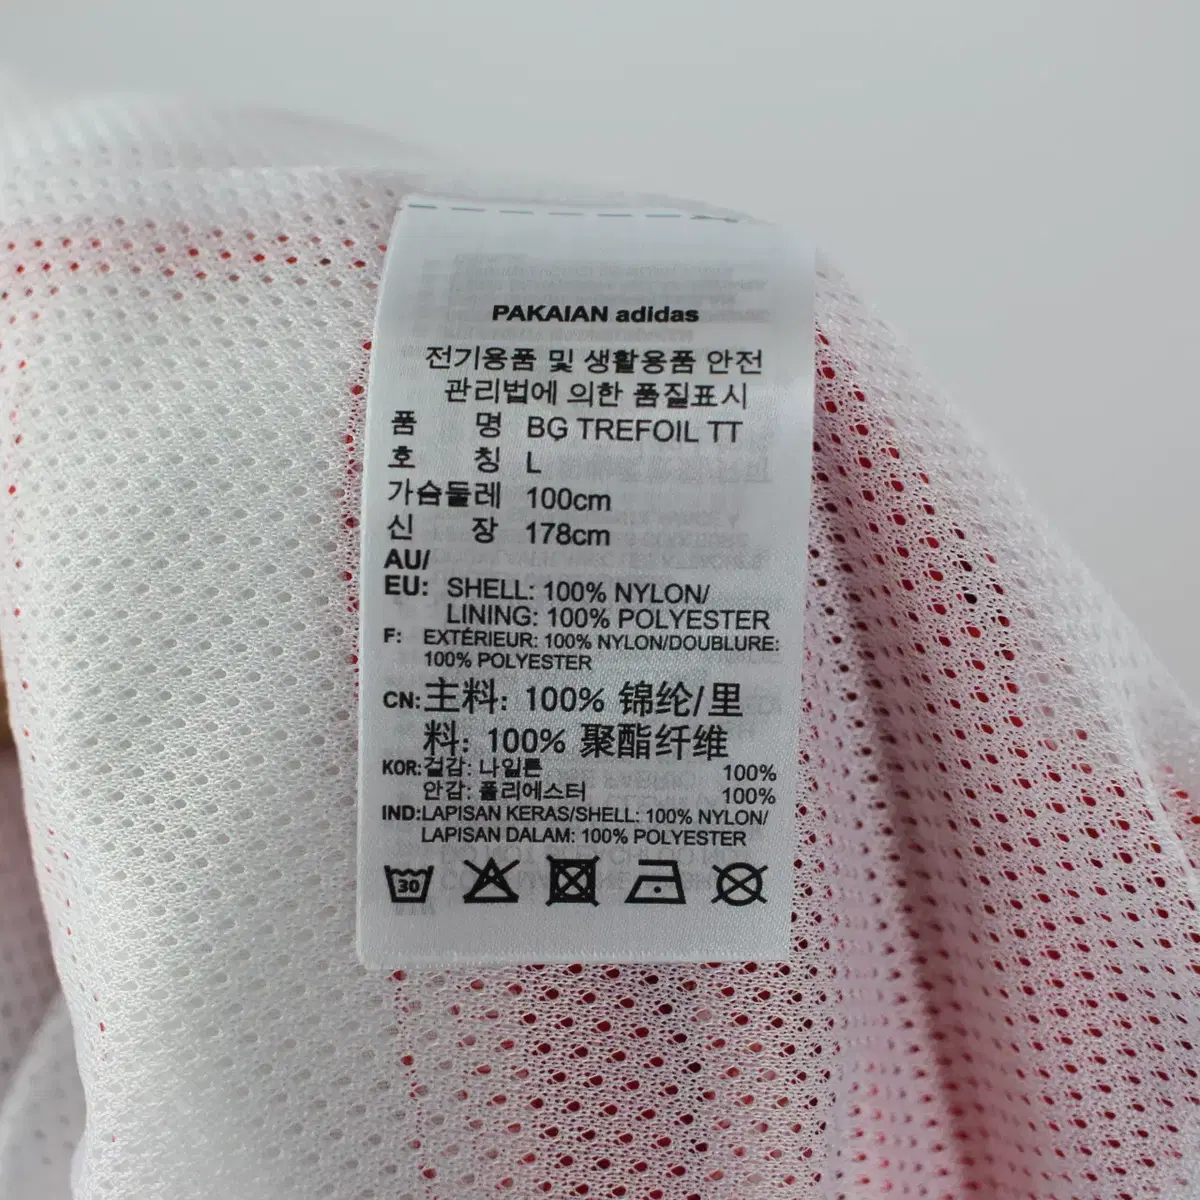 PAKAIAN adidas
전기용품 및 생활용품 안전
관리법에 의한 품질표시
품 명 BG TREFOIL TT
호 칭 L
가슴둘레 100cm
신 장 178cm
AU/
EU: SHELL: 100% NYLON/
LINING: 100% POLYESTER
F: EXTÉRIEUR: 100% NYLON/DOUBLURE:
100% POLYESTER
CN: 主料: 100% 锦纶/里
料: 100% 聚酯纤维
KOR: 겉감: 나일론 100%
안감: 폴리에스터 100%
IND: LAPISAN KERAS/SHELL: 100% NYLON/
LAPISAN DALAM: 100% POLYESTER
30